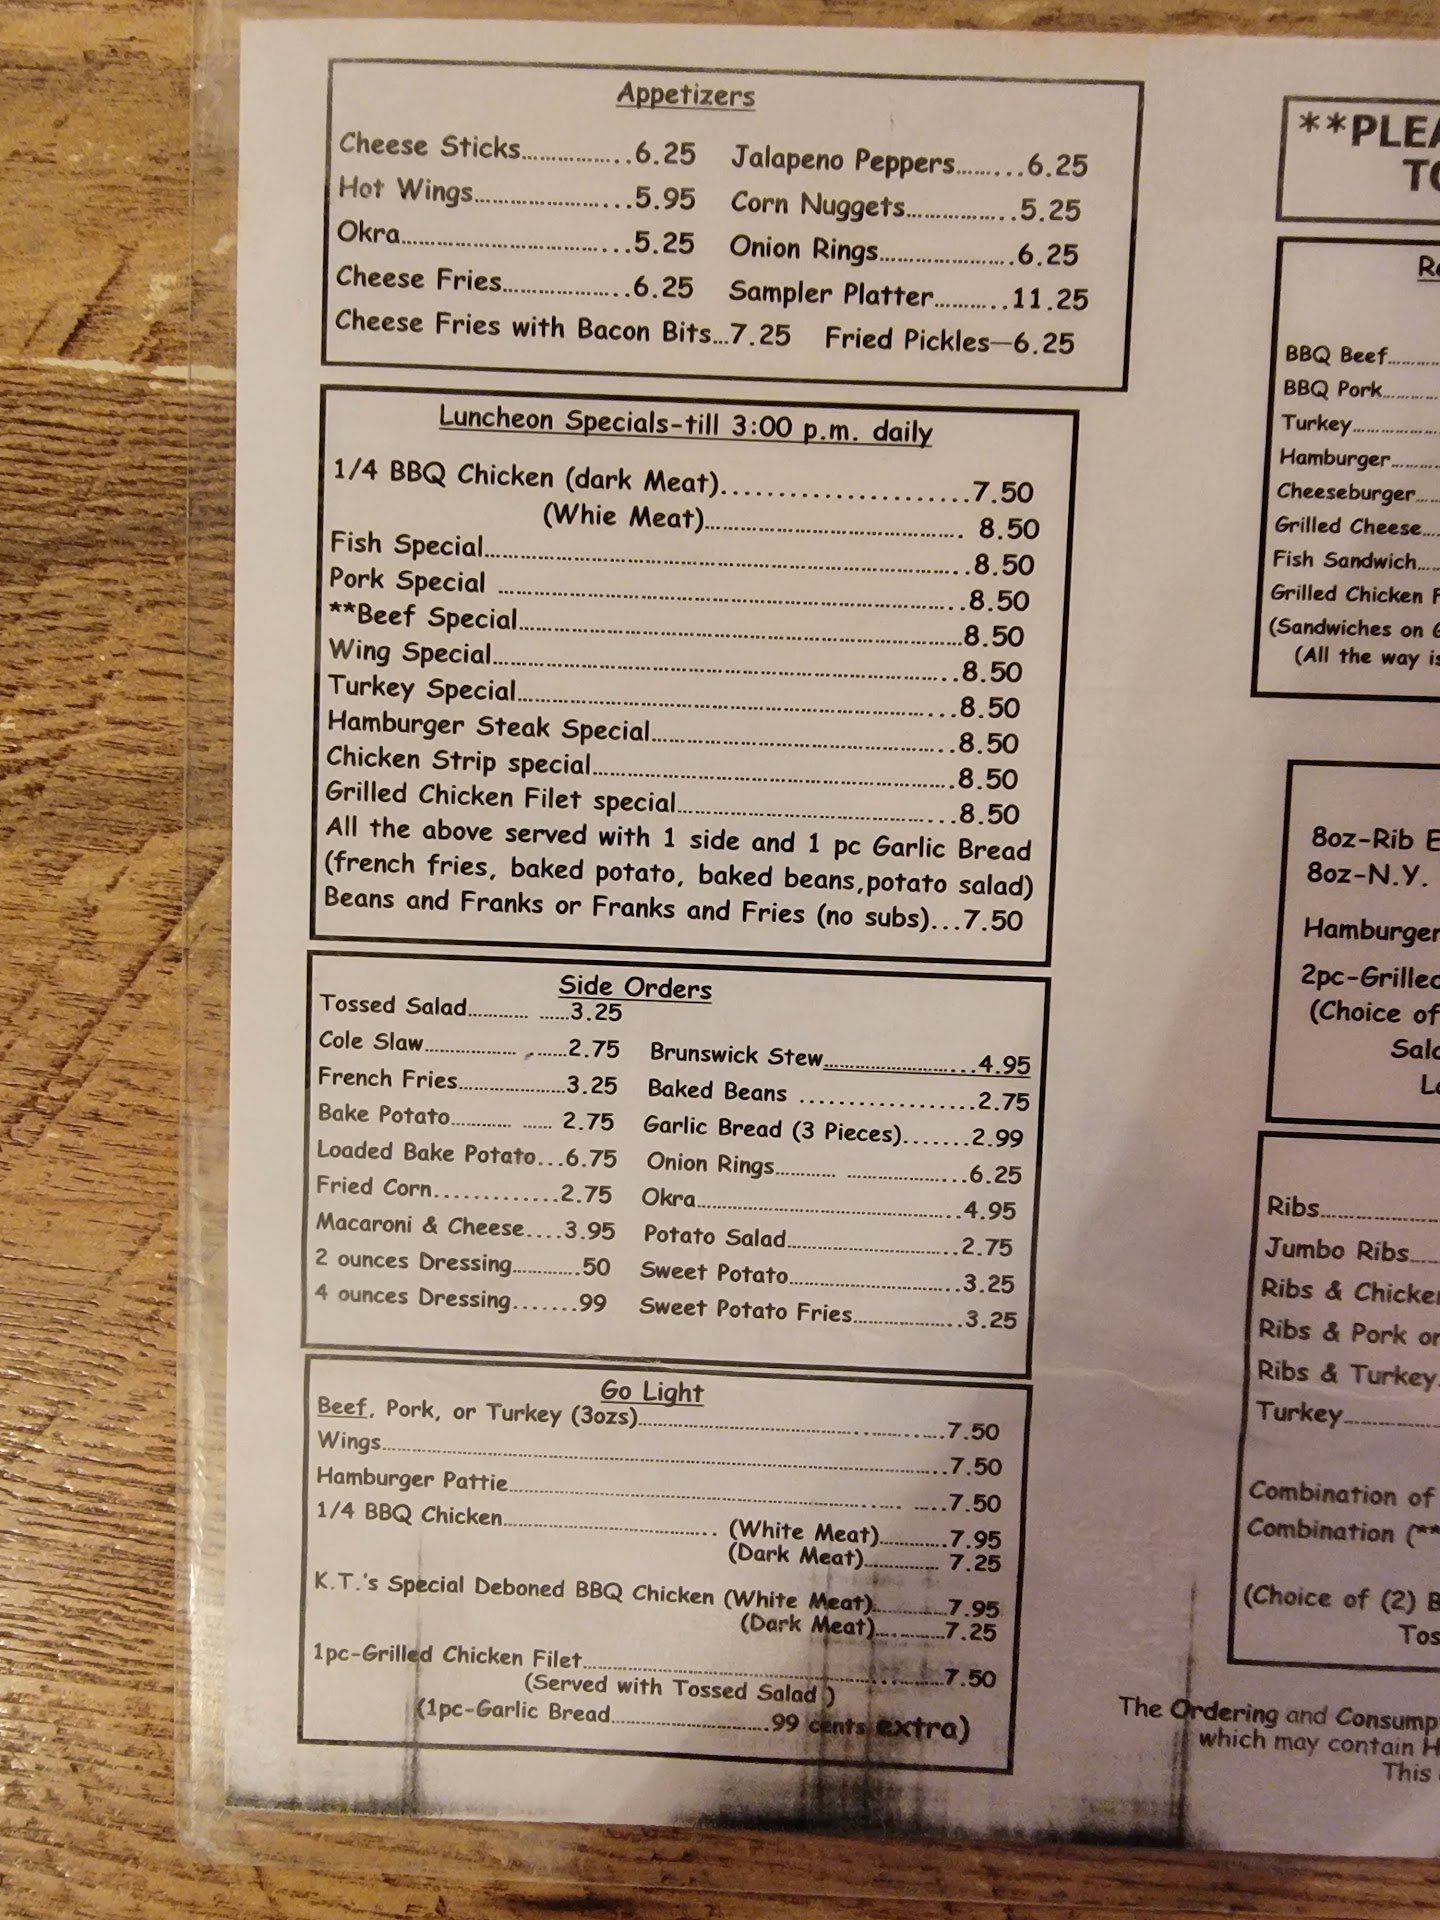 Appetizers
Cheese Sticks..................6.25 Jalapeno Peppers.........6.25
Hot Wings........................5.95 Corn Nuggets..................5.25
Okra...................................5.25 Onion Rings......................6.25
Cheese Fries....................6.25 Sampler Platter............11.25
Cheese Fries with Bacon Bits...7.25 Fried Pickles—6.25
Luncheon Specials-till 3:00 p.m. daily
1/4 BBQ Chicken (dark Meat).......................7.50
(Whie Meat)..................................... 8.50
Fish Special...............................................................8.50
Pork Special ..............................................................8.50
**Beef Special...........................................................8.50
Wing Special..............................................................8.50
Turkey Special...........................................................8.50
Hamburger Steak Special........................................8.50
Chicken Strip special................................................8.50
Grilled Chicken Filet special....................................8.50
All the above served with 1 side and 1 pc Garlic Bread
(french fries, baked potato, baked beans,potato salad)
Beans and Franks or Franks and Fries (no subs)...7.50
Side Orders
Tossed Salad............ ......3.25
Cole Slaw.................. .......2.75 Brunswick Stew............................4.95
French Fries.....................3.25 Baked Beans ..................2.75
Bake Potato............ ...... 2.75 Garlic Bread (3 Pieces).......2.99
Loaded Bake Potato...6.75 Onion Rings............ .........................6.25
Fried Corn............2.75 Okra......................................................4.95
Macaroni & Cheese....3.95 Potato Salad...................................2.75
2 ounces Dressing.............50 Sweet Potato...................................3.25
4 ounces Dressing.......99 Sweet Potato Fries.....................3.25
Go Light
Beef, Pork, or Turkey (3ozs)................................................7.50
Wings.............................................................................................7.50
Hamburger Pattie........................................................... .....7.50
1/4 BBQ Chicken............................................ (White Meat).............7.95
(Dark Meat).............. 7.25
K.T.'s Special Deboned BBQ Chicken (White Meat).............7.95
(Dark Meat).............7.25
1pc-Grilled Chicken Filet.....................................................7.50
(Served with Tossed Salad )
(1pc-Garlic Bread..............................99 cents extra)
**PLEA
TO
BBQ Beef.........
BBQ Pork..........
Turkey...............
Hamburger.........
Cheeseburger.....
Grilled Cheese....
Fish Sandwich.....
Grilled Chicken F
(Sandwiches on
(All the way is
8oz-Rib E
8oz-N.Y.
Hamburger
2pc-Grilled
(Choice of
Sala
Ribs........................
Jumbo Ribs......
Ribs & Chicken
Ribs & Pork or
Ribs & Turkey.
Turkey.................
Combination of
Combination (**
(Choice of (2) B
Tos
The Ordering and Consump
which may contain H
This